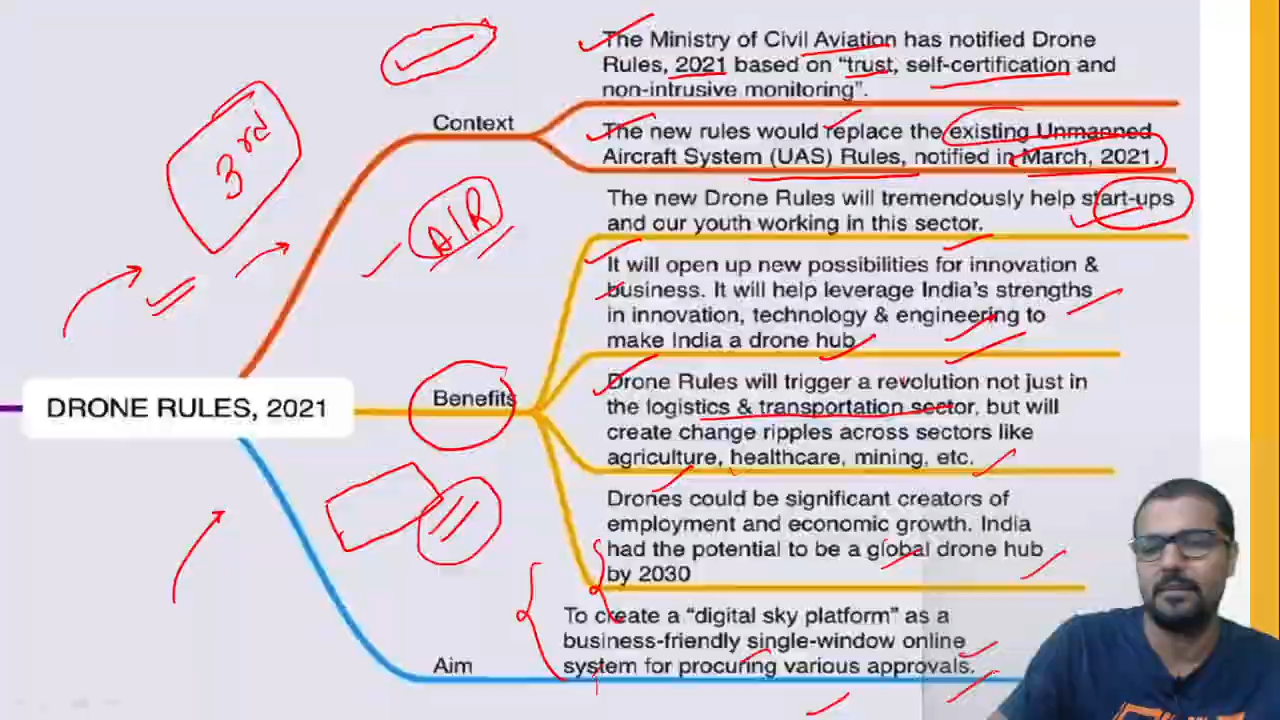 The Ministry of Civil Aviation has notified Drone
Rules, 2021 based on “trust, self-certification and
non-intrusive monitoring”.
Context
The new rules would replace the existing Unmanned
Aircraft System (UAS) Rules, notified in March, 2021.
3rd
AIR
The new Drone Rules will tremendously help start-ups
and our youth working in this sector.
It will open up new possibilities for innovation &
business. It will help leverage India’s strengths
in innovation, technology & engineering to
make India a drone hub
DRONE RULES, 2021
Benefits
Drone Rules will trigger a revolution not just in
the logistics & transportation sector, but will
create change ripples across sectors like
agriculture, healthcare, mining, etc.
Drones could be significant creators of
employment and economic growth. India
had the potential to be a global drone hub
by 2030
Aim
To create a “digital sky platform” as a
business-friendly single-window online
system for procuring various approvals.